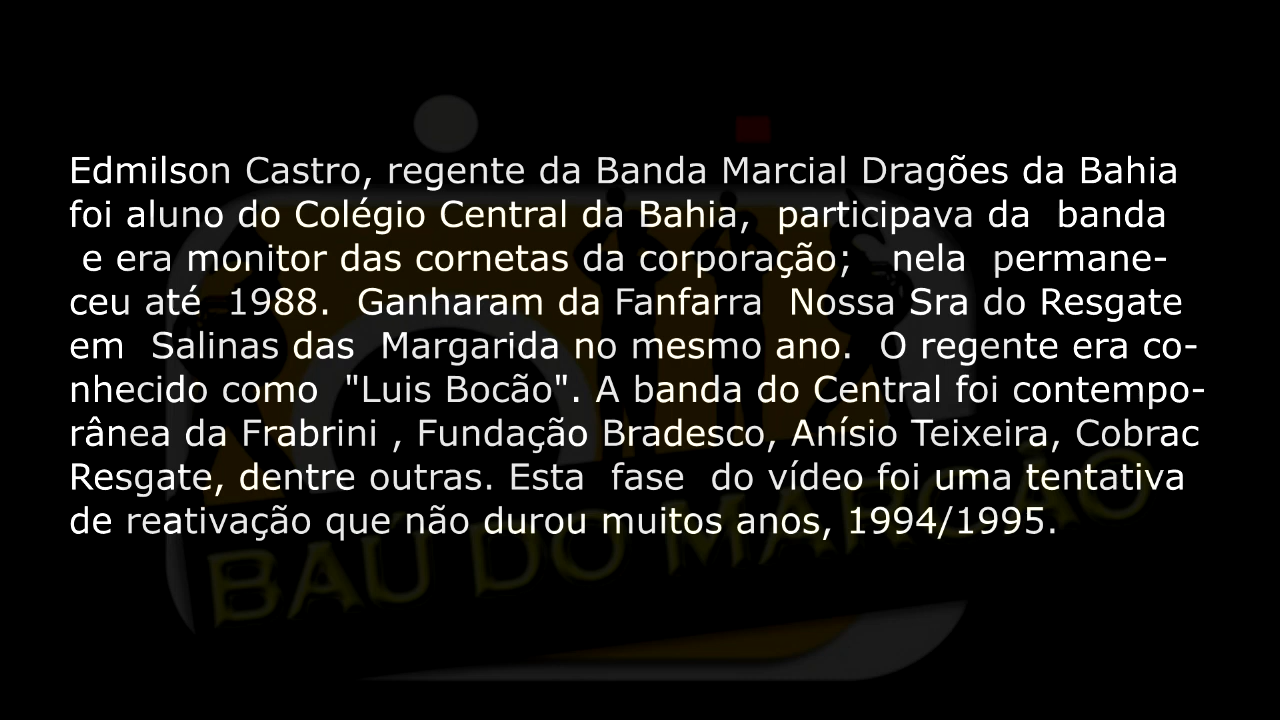 Edmilson Castro, regente da Banda Marcial Dragões da Bahia
foi aluno do Colégio Central da Bahia, participava da banda
e era monitor das cornetas da corporação; nela permane-
ceu até 1988. Ganharam da Fanfarra Nossa Sra do Resgate
em Salinas das Margarida no mesmo ano. O regente era co-
nhecido como "Luis Bocão". A banda do Central foi contempo-
rânea da Frabrini , Fundação Bradesco, Anísio Teixeira, Cobrac
Resgate, dentre outras. Esta fase do vídeo foi uma tentativa
de reativação que não durou muitos anos, 1994/1995.
BAÚ DO MARCÃO